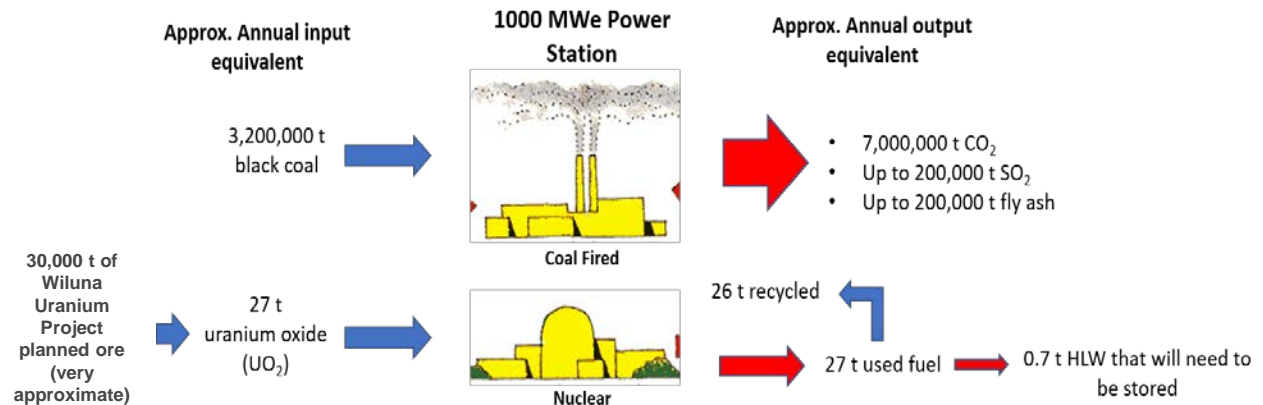 Approx. Annual input
equivalent
1000 MWe Power
Station
Approx. Annual output
equivalent
3,200,000 t
black coal
• 7,000,000 t CO₂
• Up to 200,000 t SO₂
• Up to 200,000 t fly ash
Coal Fired
30,000 t of
Wiluna
Uranium
Project
planned ore
(very
approximate)
27 t
uranium oxide
(UO₂)
26 t recycled
27 t used fuel
0.7 t HLW that will need to
be stored
Nuclear